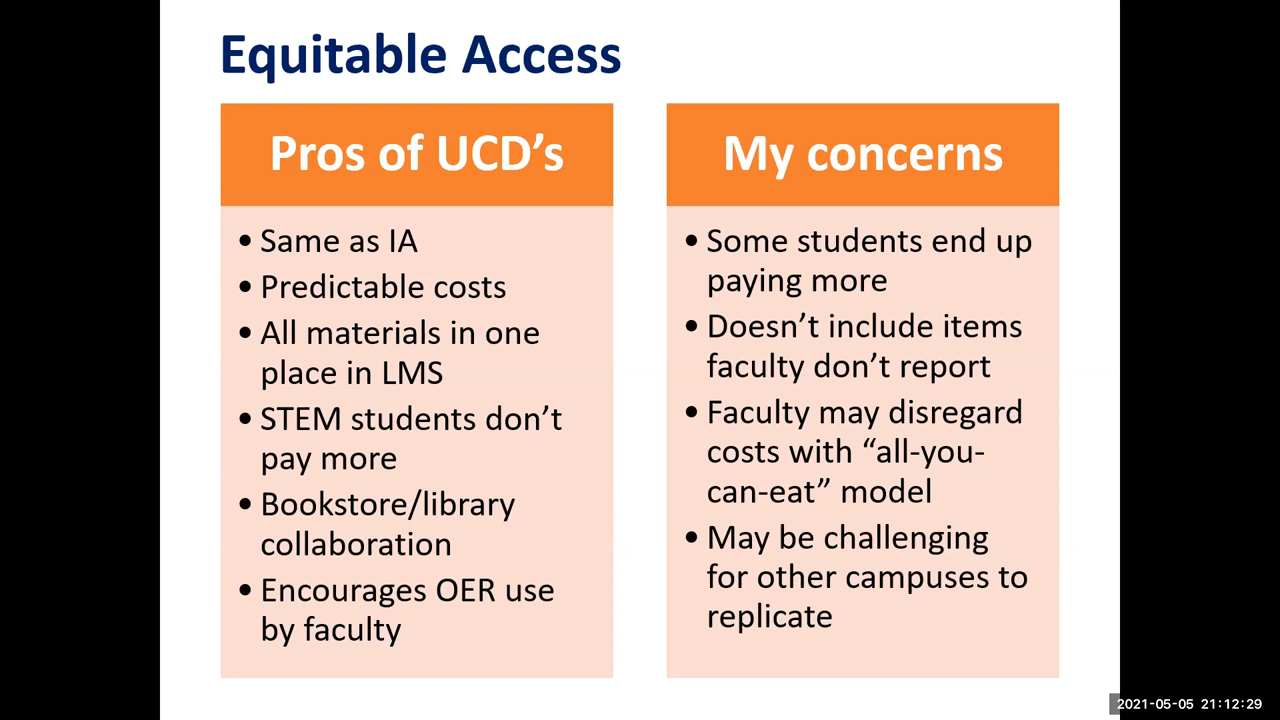 Equitable Access
Pros of UCD’s
• Same as IA
• Predictable costs
• All materials in one
place in LMS
• STEM students don’t
pay more
• Bookstore/library
collaboration
• Encourages OER use
by faculty
My concerns
• Some students end up
paying more
• Doesn’t include items
faculty don’t report
• Faculty may disregard
costs with “all-you-
can-eat” model
• May be challenging
for other campuses to
replicate
2021-05-05 21:12:29